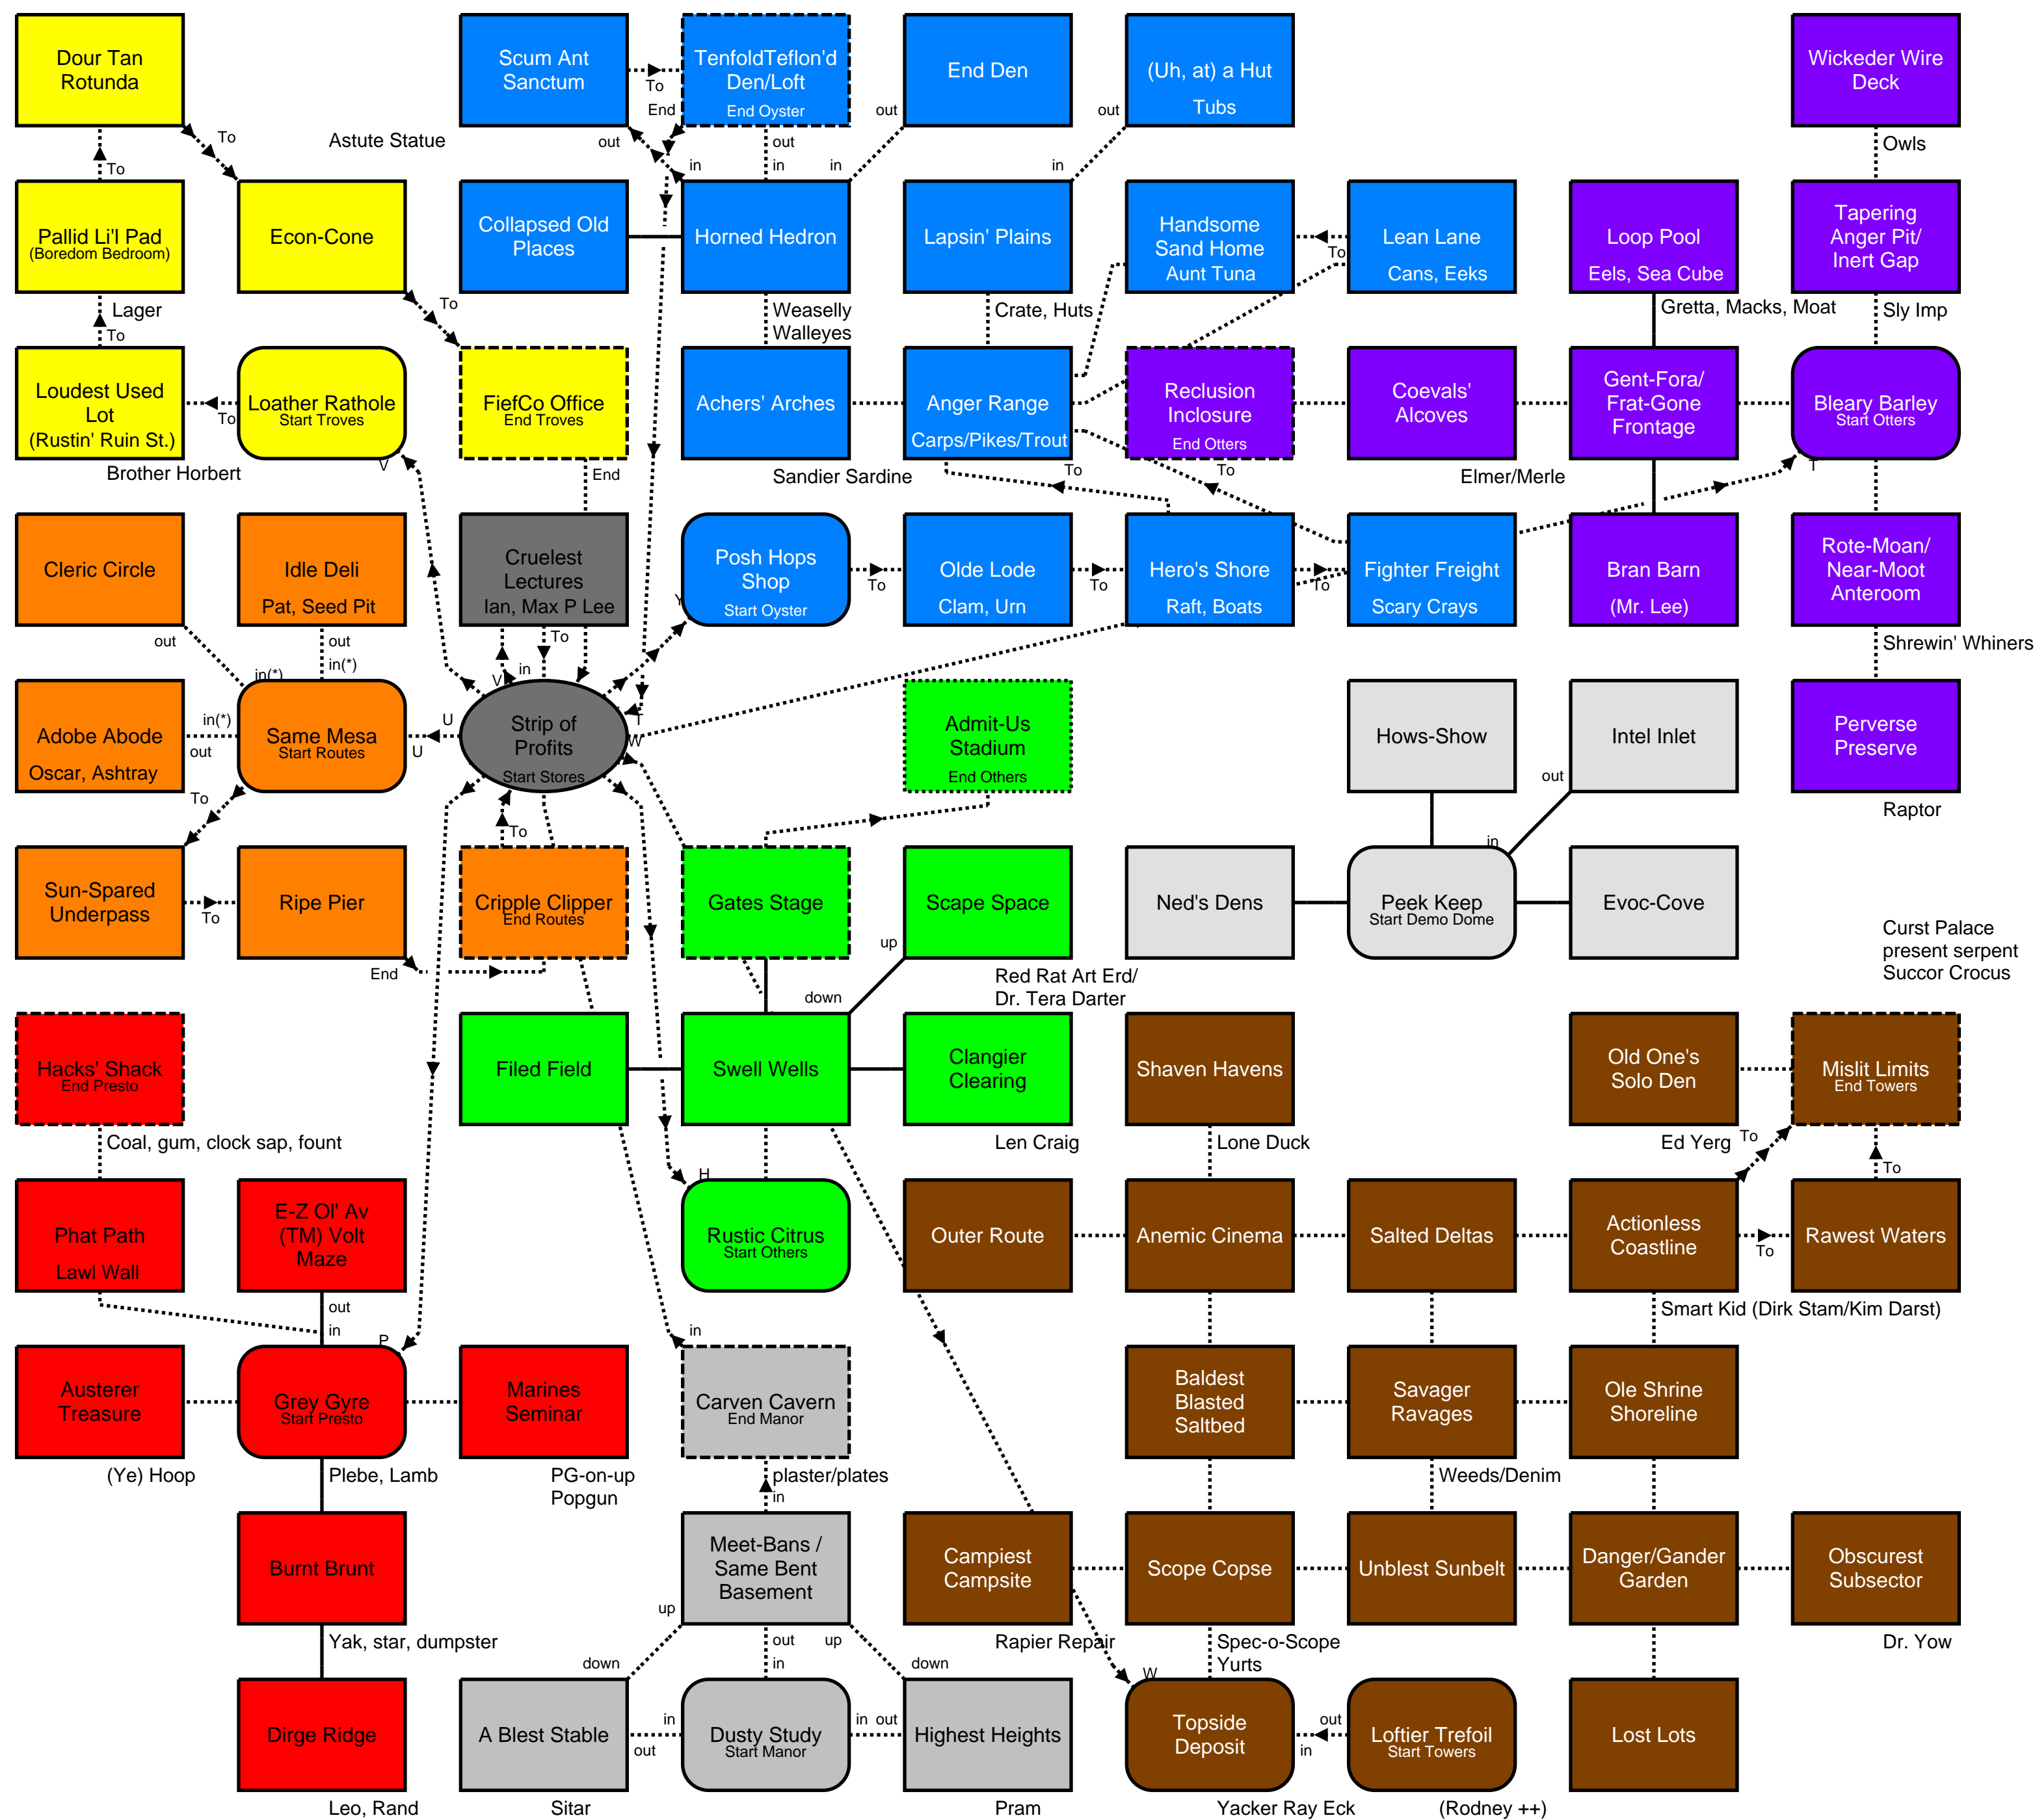 Dour Tan
Rotunda
Scum Ant
Sanctum
To
TenfoldTeflon'd
Den/Loft
End Oyster
End Den
(Uh, at) a Hut
Tubs
Wickeder Wire
Deck
To
Astute Statue
out
End
in
out
in
out
in
out
in
Owls
To
Pallid Li'l Pad
(Boredom Bedroom)
Econ-Cone
Collapsed Old
Places
Horned Hedron
Lapsin' Plains
Handsome
Sand Home
Aunt Tuna
To
Lean Lane
Cans, Eeks
Loop Pool
Eels, Sea Cube
Tapering
Anger Pit/
Inert Gap
Lager
To
To
Weaselly
Walleyes
Crate, Huts
Gretta, Macks, Moat
Sly Imp
Loudest Used
Lot
(Rustin' Ruin St.)
To
Loather Rathole
Start Troves
FiefCo Office
End Troves
Achers' Arches
Anger Range
Carps/Pikes/Trout
Reclusion
Inclosure
End Otters
Coevals'
Alcoves
Gent-Fora/
Frat-Gone
Frontage
Bleary Barley
Start Otters
Brother Horbert
V
End
Sandier Sardine
To
To
Elmer/Merle
T
Cleric Circle
Idle Deli
Pat, Seed Pit
Cruelest
Lectures
Ian, Max P Lee
Y
Posh Hops
Shop
Start Oyster
To
Olde Lode
Clam, Urn
To
Hero's Shore
Raft, Boats
To
Fighter Freight
Scary Crays
Bran Barn
(Mr. Lee)
Rote-Moan/
Near-Moot
Anteroom
out
in(*)
out
in(*)
V
in
To
Shrewin' Whiners
Adobe Abode
Oscar, Ashtray
in(*)
out
Same Mesa
Start Routes
U
U
Strip of
Profits
Start Stores
T
W
Admit-Us
Stadium
End Others
Hows-Show
Intel Inlet
Perverse
Preserve
To
To
out
in
Raptor
Sun-Spared
Underpass
To
Ripe Pier
Cripple Clipper
End Routes
Gates Stage
Scape Space
Ned's Dens
Peek Keep
Start Demo Dome
Evoc-Cove
Curst Palace
present serpent
Succor Crocus
End
up
down
Red Rat Art Erd/
Dr. Tera Darter
Hacks' Shack
End Presto
Filed Field
Swell Wells
Clangier
Clearing
Shaven Havens
Old One's
Solo Den
Mislit Limits
End Towers
Coal, gum, clock sap, fount
H
Len Craig
Lone Duck
Ed Yerg
To
To
Phat Path
Lawl Wall
E-Z Ol' Av
(TM) Volt
Maze
Rustic Citrus
Start Others
Outer Route
Anemic Cinema
Salted Deltas
Actionless
Coastline
To
Rawest Waters
out
in
P
in
Smart Kid (Dirk Stam/Kim Darst)
Austerer
Treasure
Grey Gyre
Start Presto
Marines
Seminar
Carven Cavern
End Manor
Baldest
Blasted
Saltbed
Savager
Ravages
Ole Shrine
Shoreline
(Ye) Hoop
Plebe, Lamb
PG-on-up
Popgun
plaster/plates
in
Weeds/Denim
Burnt Brunt
Meet-Bans /
Same Bent
Basement
Campiest
Campsite
Scope Copse
Unblest Sunbelt
Danger/Gander
Garden
Obscurest
Subsector
Yak, star, dumpster
up
down
out
in
up
down
Rapier Repair
W
Spec-o-Scope
Yurts
Dr. Yow
Dirge Ridge
A Blest Stable
in
out
Dusty Study
Start Manor
in out
Highest Heights
Topside
Deposit
out
in
Loftier Trefoil
Start Towers
Lost Lots
Leo, Rand
Sitar
Pram
Yacker Ray Eck
(Rodney ++)